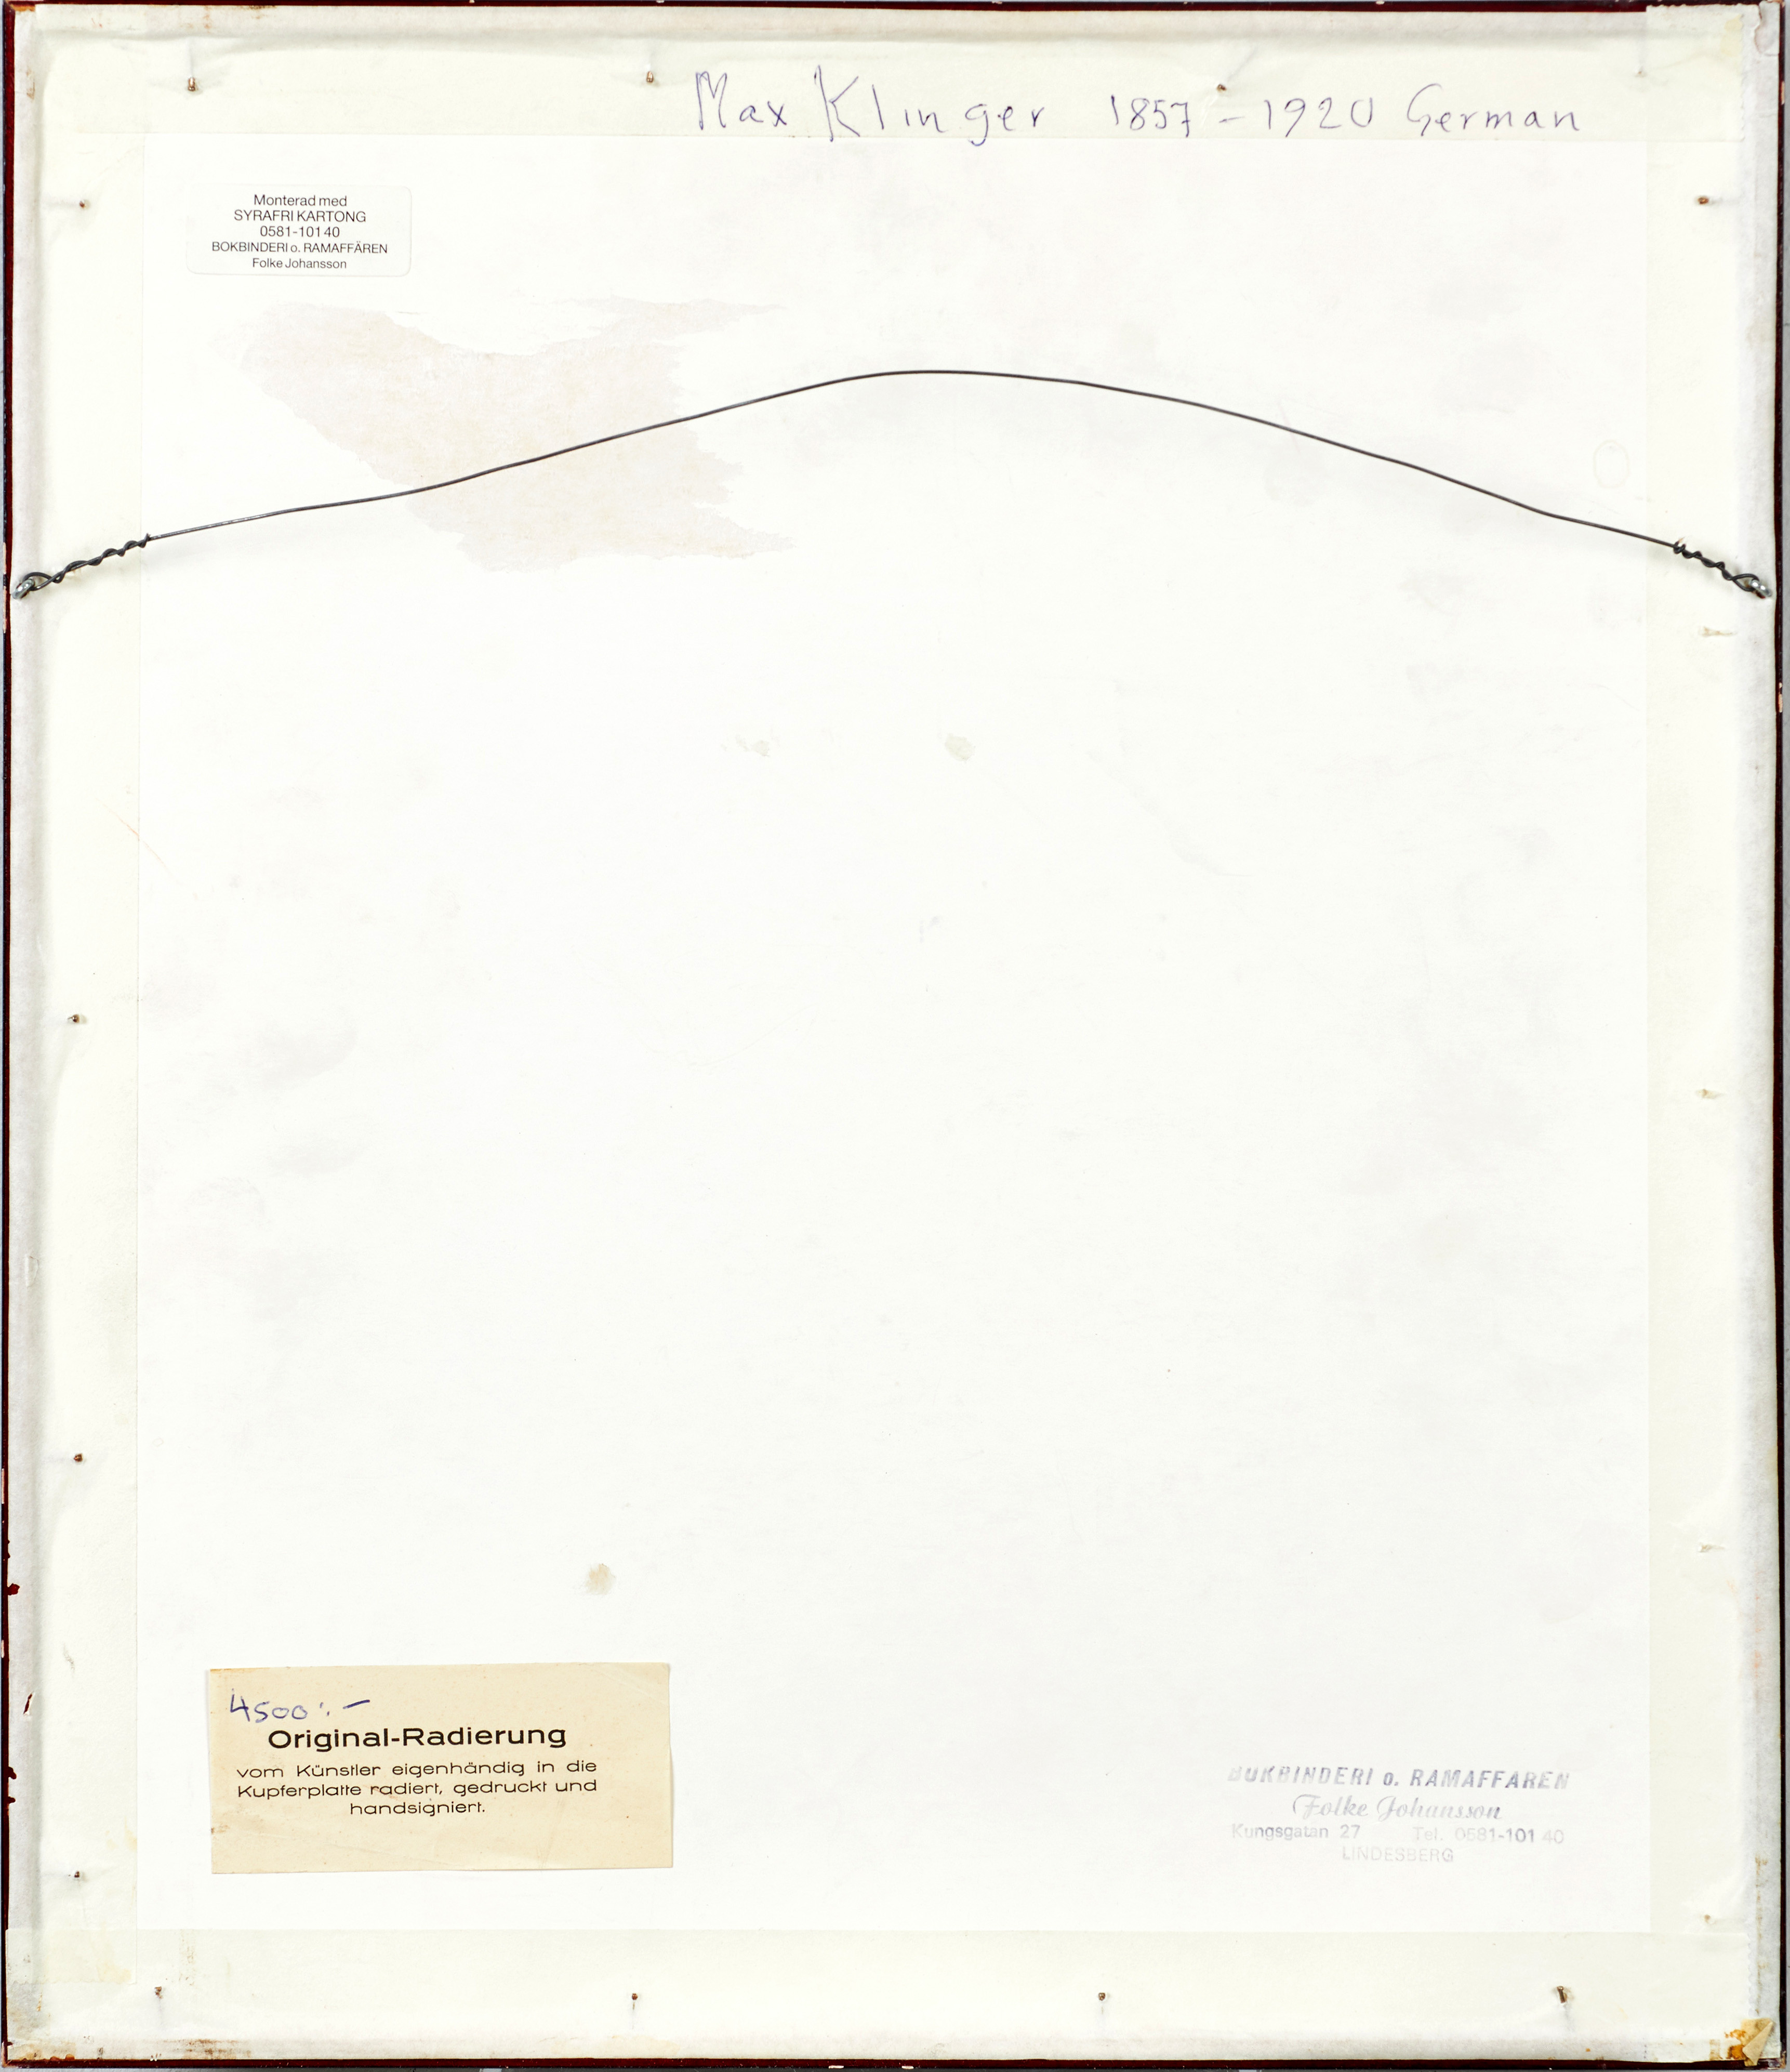 Max Klinger 1857 - 1920 German
Monterad med
SYRAFRI KARTONG
0581-101 40
BOKBINDERI o. RAMAFFÄREN
Folke Johansson
4500:-
Original-Radierung
vom Künstler eigenhändig in die
Kupferplatte radiert, gedruckt und
handsigniert.
BOKBINDERI o. RAMAFFÄREN
Folke Johansson
Kungsgatan 27 Tel. 0581-101 40
LINDESBERG